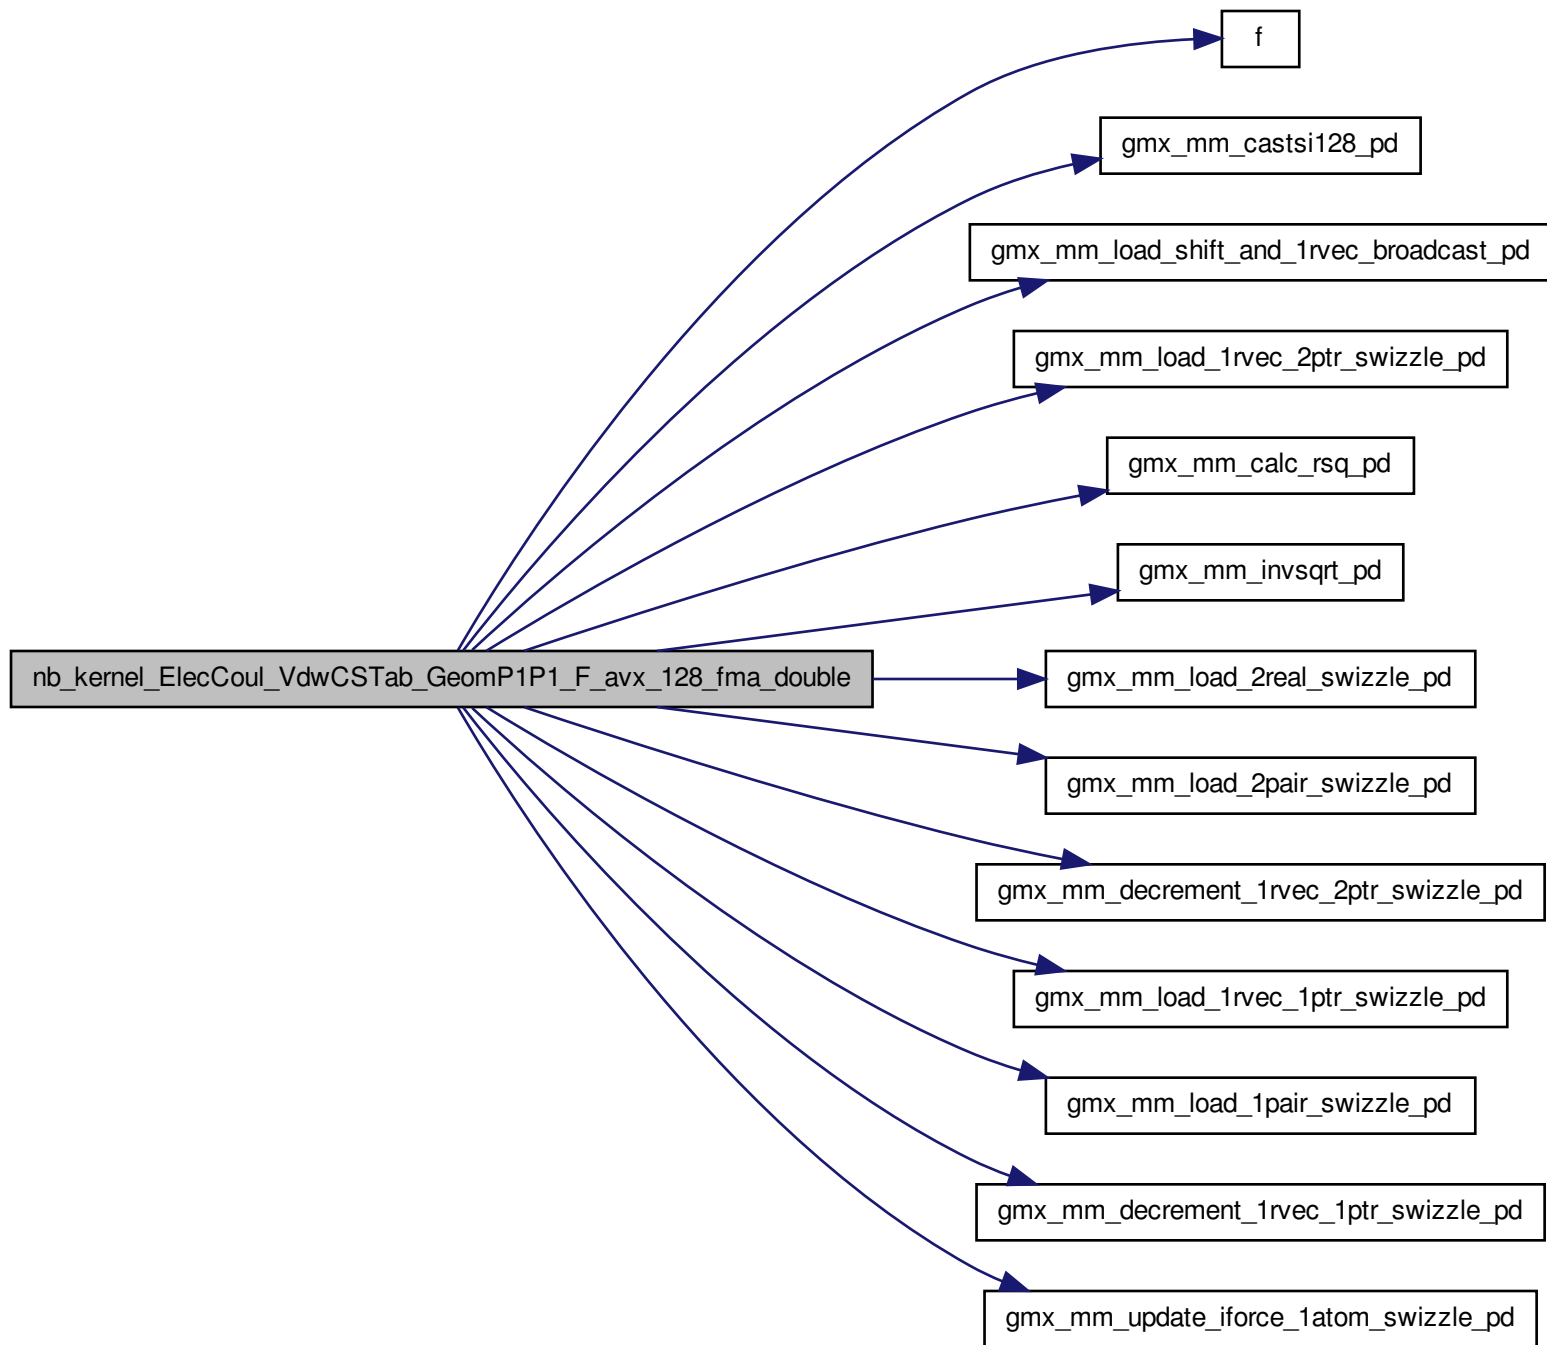 f
gmx_mm_castsi128_pd
gmx_mm_load_shift_and_1rvec_broadcast_pd
gmx_mm_load_1rvec_2ptr_swizzle_pd
gmx_mm_calc_rsq_pd
gmx_mm_invsqrt_pd
nb_kernel_ElecCoul_VdwCSTab_GeomP1P1_F_avx_128_fma_double
gmx_mm_load_2real_swizzle_pd
gmx_mm_load_2pair_swizzle_pd
gmx_mm_decrement_1rvec_2ptr_swizzle_pd
gmx_mm_load_1rvec_1ptr_swizzle_pd
gmx_mm_load_1pair_swizzle_pd
gmx_mm_decrement_1rvec_1ptr_swizzle_pd
gmx_mm_update_iforce_1atom_swizzle_pd